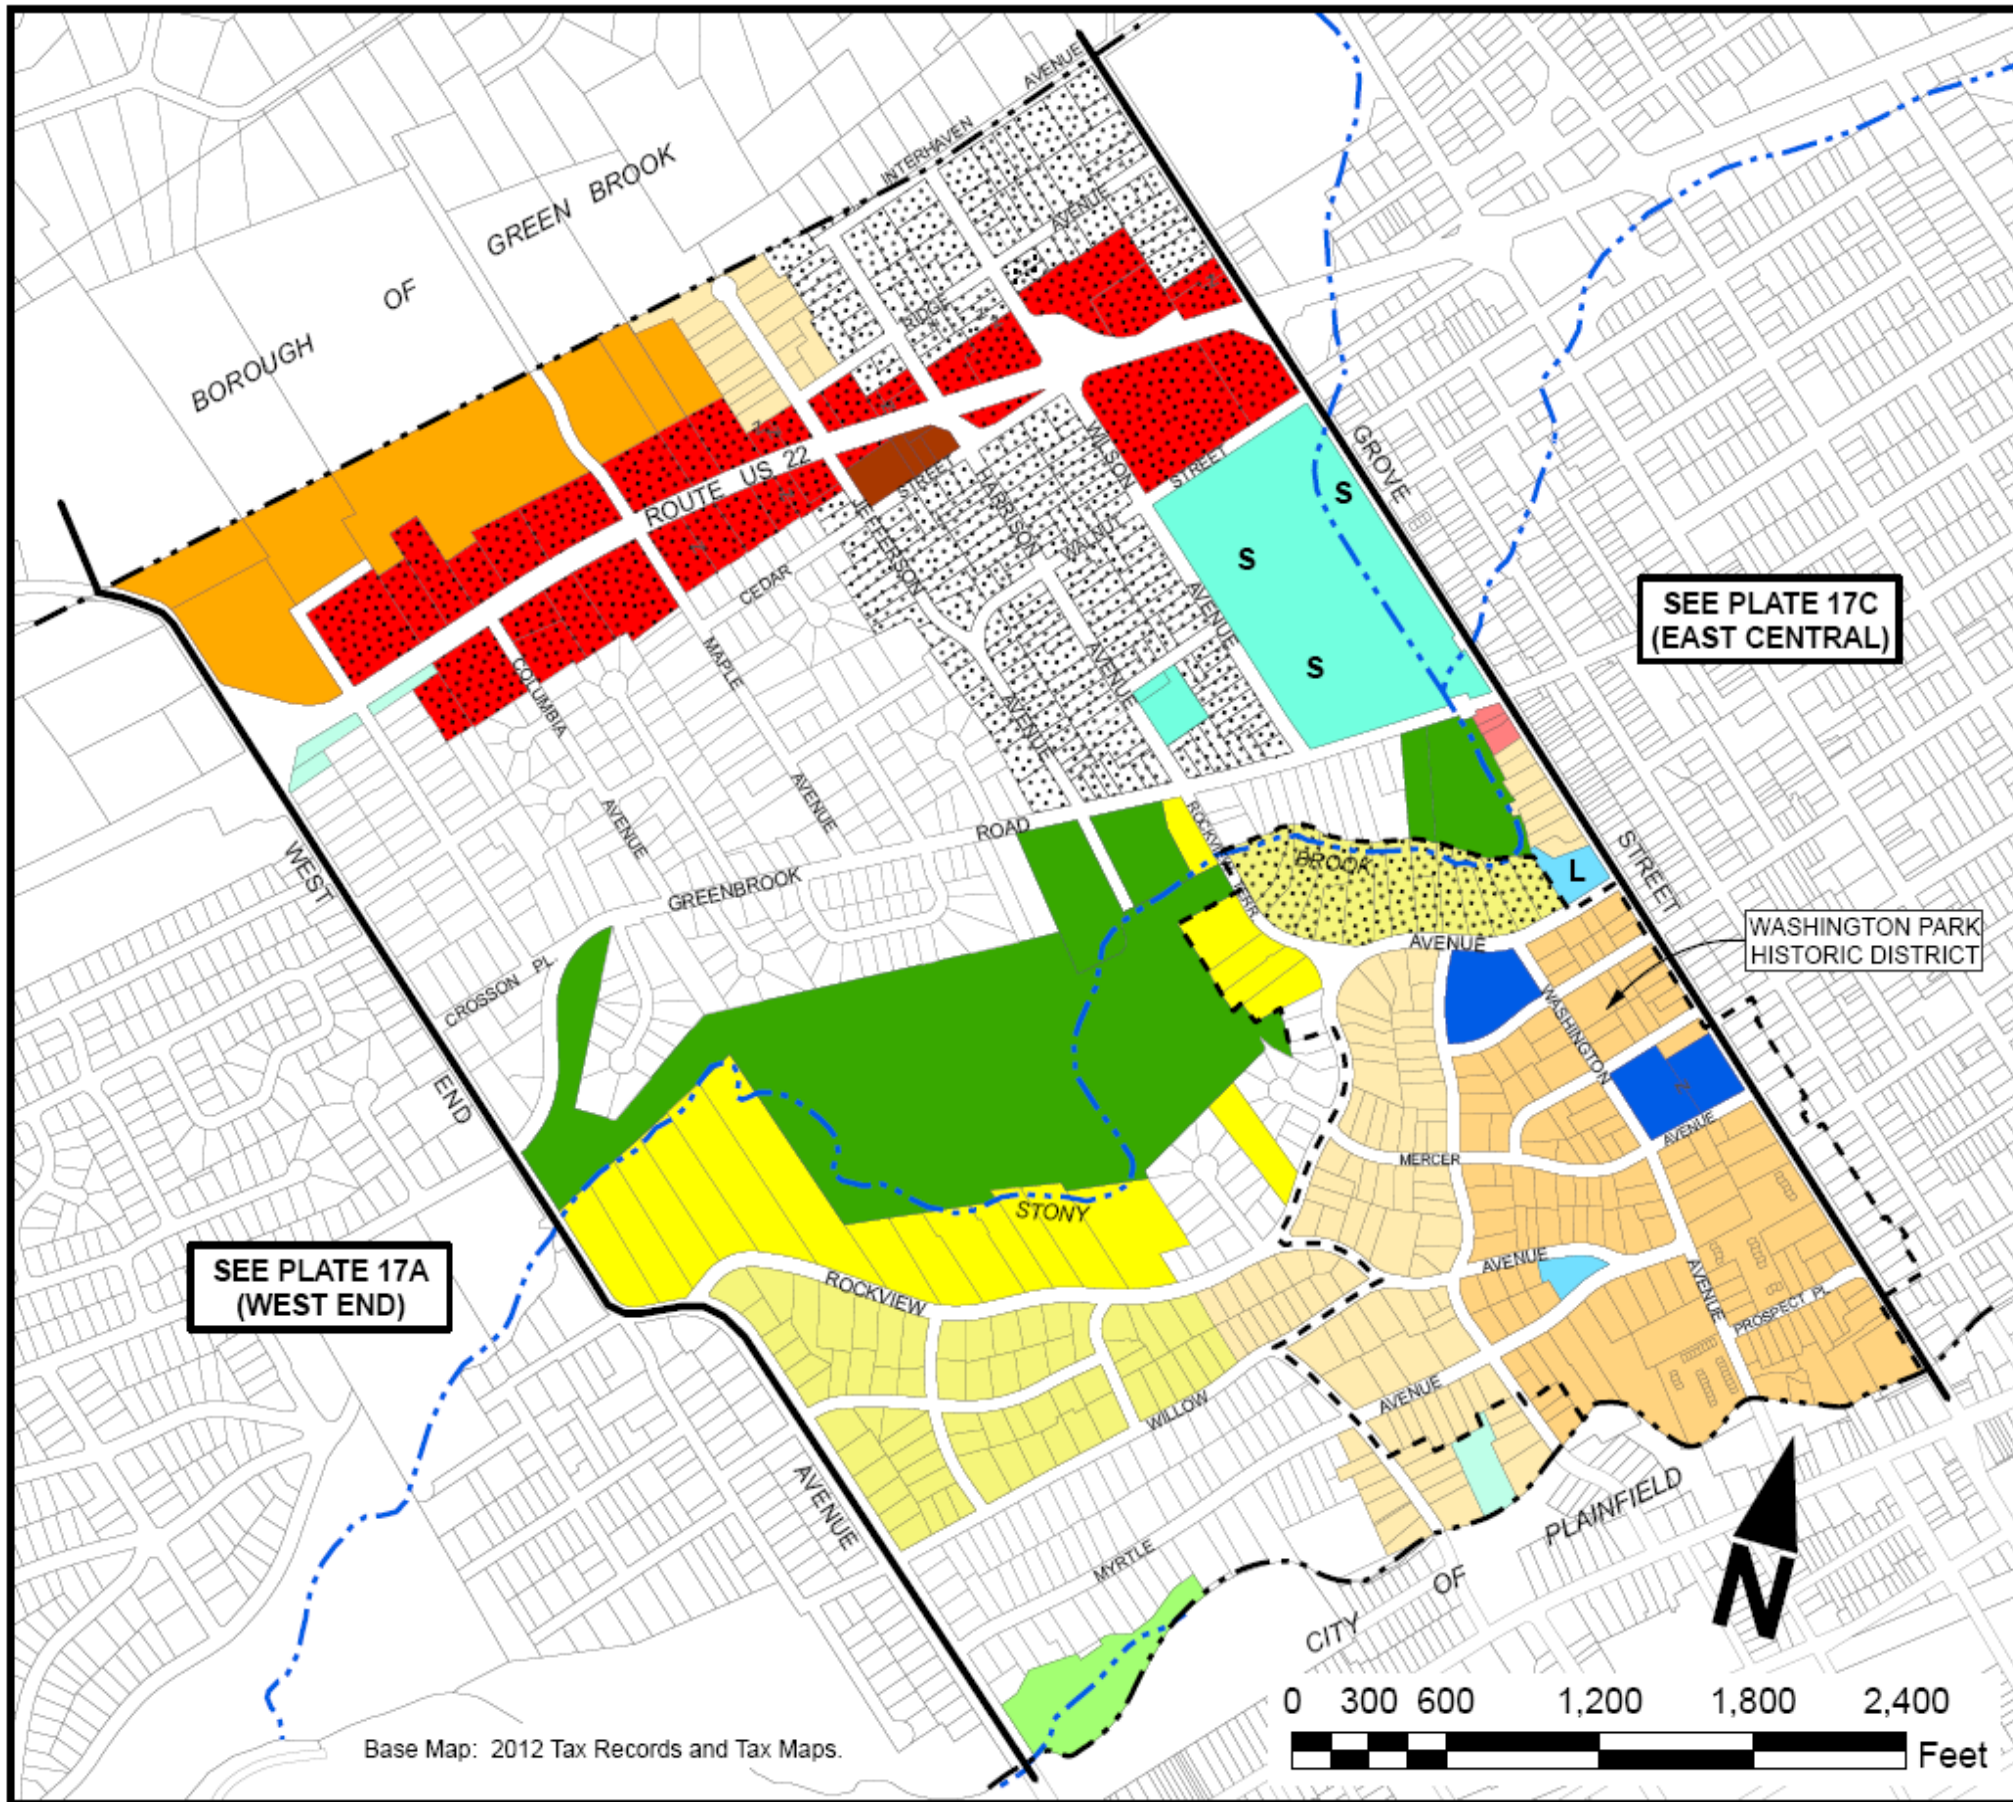 INTERHAVEN AVENUE
BOROUGH OF GREEN BROOK
RIDGE AVENUE
ROUTE US 22
WILSON AVENUE
STREET
GROVE STREET
S
S
S
CEDAR STREET
JEFFERSON AVENUE
HARRISON AVENUE
WALNUT
MAPLE AVENUE
COLUMBIA AVENUE
SEE PLATE 17C
(EAST CENTRAL)
WEST END AVENUE
GREENBROOK ROAD
CROSSON PL.
ROCKVIEW TERR
BROOK
L
AVENUE
WASHINGTON PARK
HISTORIC DISTRICT
WASHINGTON AVENUE
MERCER AVENUE
STONY
ROCKVIEW AVENUE
SEE PLATE 17A
(WEST END)
PROSPECT PL.
WILLOW AVENUE
MYRTLE
CITY OF PLAINFIELD
N
0 300 600 1,200 1,800 2,400
Feet
Base Map: 2012 Tax Records and Tax Maps.